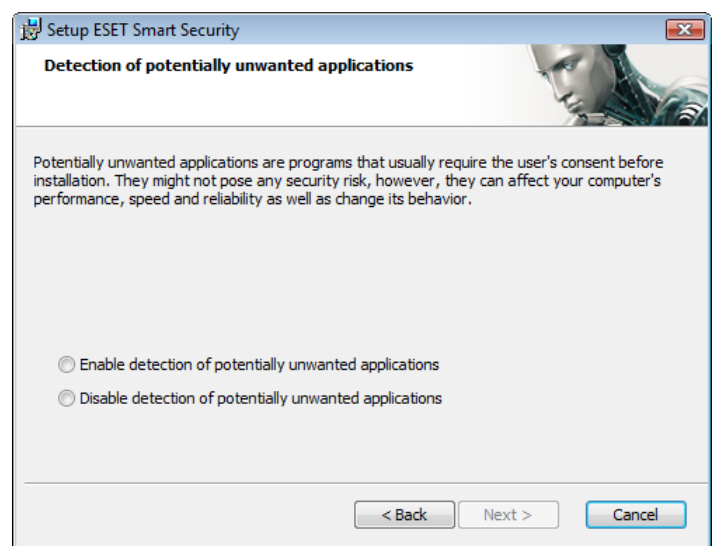 Setup ESET Smart Security
Detection of potentially unwanted applications
Potentially unwanted applications are programs that usually require the user's consent before
installation. They might not pose any security risk, however, they can affect your computer's
performance, speed and reliability as well as change its behavior.
Enable detection of potentially unwanted applications
Disable detection of potentially unwanted applications
< Back Next > Cancel